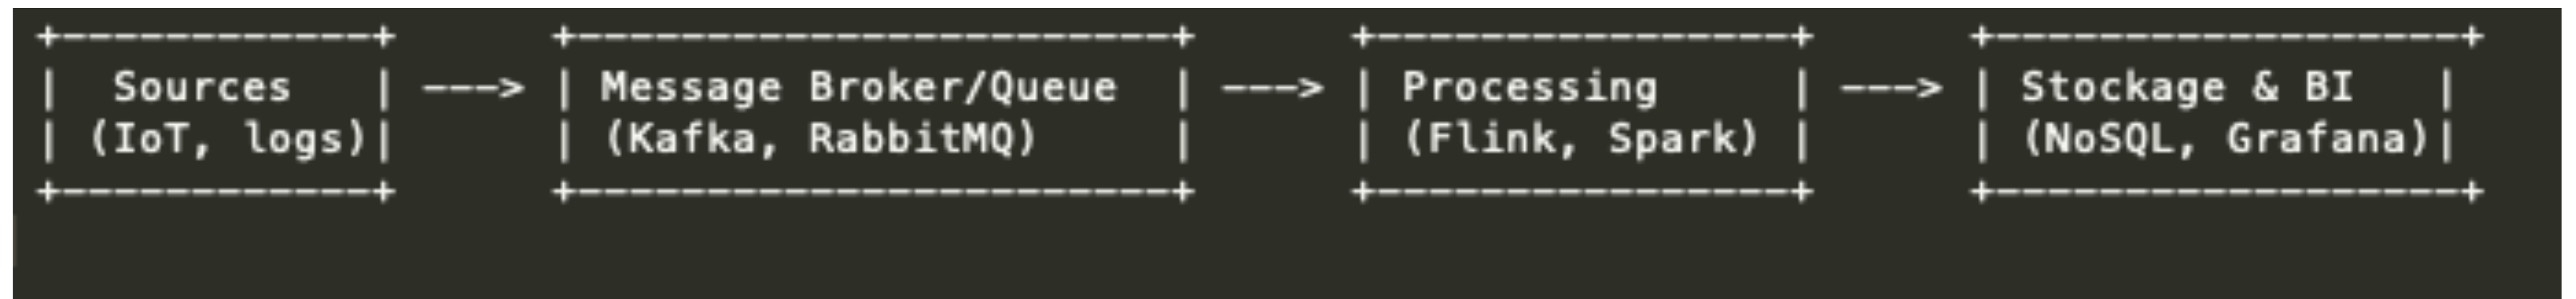 +------------+      +-----------------------+      +----------------+      +------------------+
|  Sources   | ---> | Message Broker/Queue  | ---> | Processing     | ---> | Stockage & BI   |
| (IoT, logs)|      | (Kafka, RabbitMQ)     |      | (Flink, Spark) |      | (NoSQL, Grafana)|
+------------+      +-----------------------+      +----------------+      +------------------+